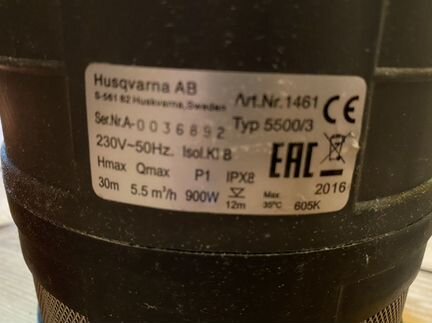 Husqvarna AB
S-561 82 Huskvarna, Sweden Art.Nr. 1461 CE
Ser.Nr.A-0036892 Typ 5500/3
230V~50Hz. Isol.Kl B EAC
Hmax Qmax P1 IPX8 2016
30m 5.5 m³/h 900W 12m Max. 35°C 605K